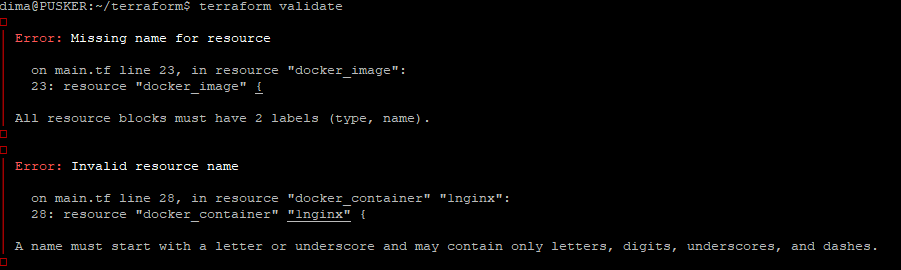 dima@PUSKER:~/terraform$ terraform validate
Error: Missing name for resource
on main.tf line 23, in resource "docker_image":
23: resource "docker_image" {
All resource blocks must have 2 labels (type, name).
Error: Invalid resource name
on main.tf line 28, in resource "docker_container" "1nginx":
28: resource "docker_container" "1nginx" {
A name must start with a letter or underscore and may contain only letters, digits, underscores, and dashes.